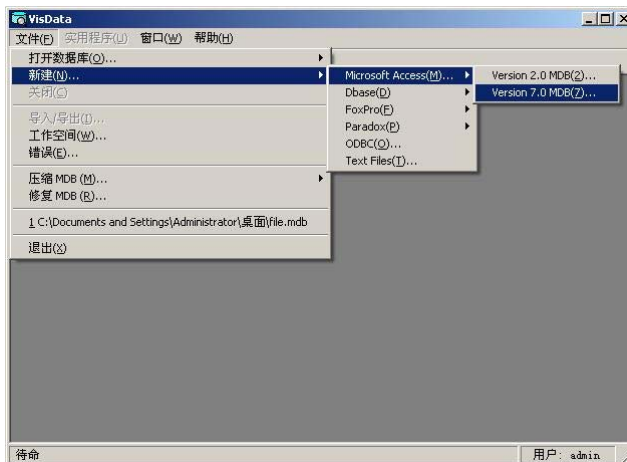 VisData
文件(F) 实用程序(U) 窗口(W) 帮助(H)
打开数据库(O)...
新建(N)...
关闭(C)
导入/导出(I)...
工作空间(W)...
错误(E)...
压缩 MDB (M)...
修复 MDB (R)...
1 C:\Documents and Settings\Administrator\桌面\file.mdb
退出(X)
Microsoft Access(M)...
Dbase(D)
FoxPro(F)
Paradox(P)
ODBC(O)...
Text Files(T)...
Version 2.0 MDB(2)...
Version 7.0 MDB(7)...
待命
用户: admin